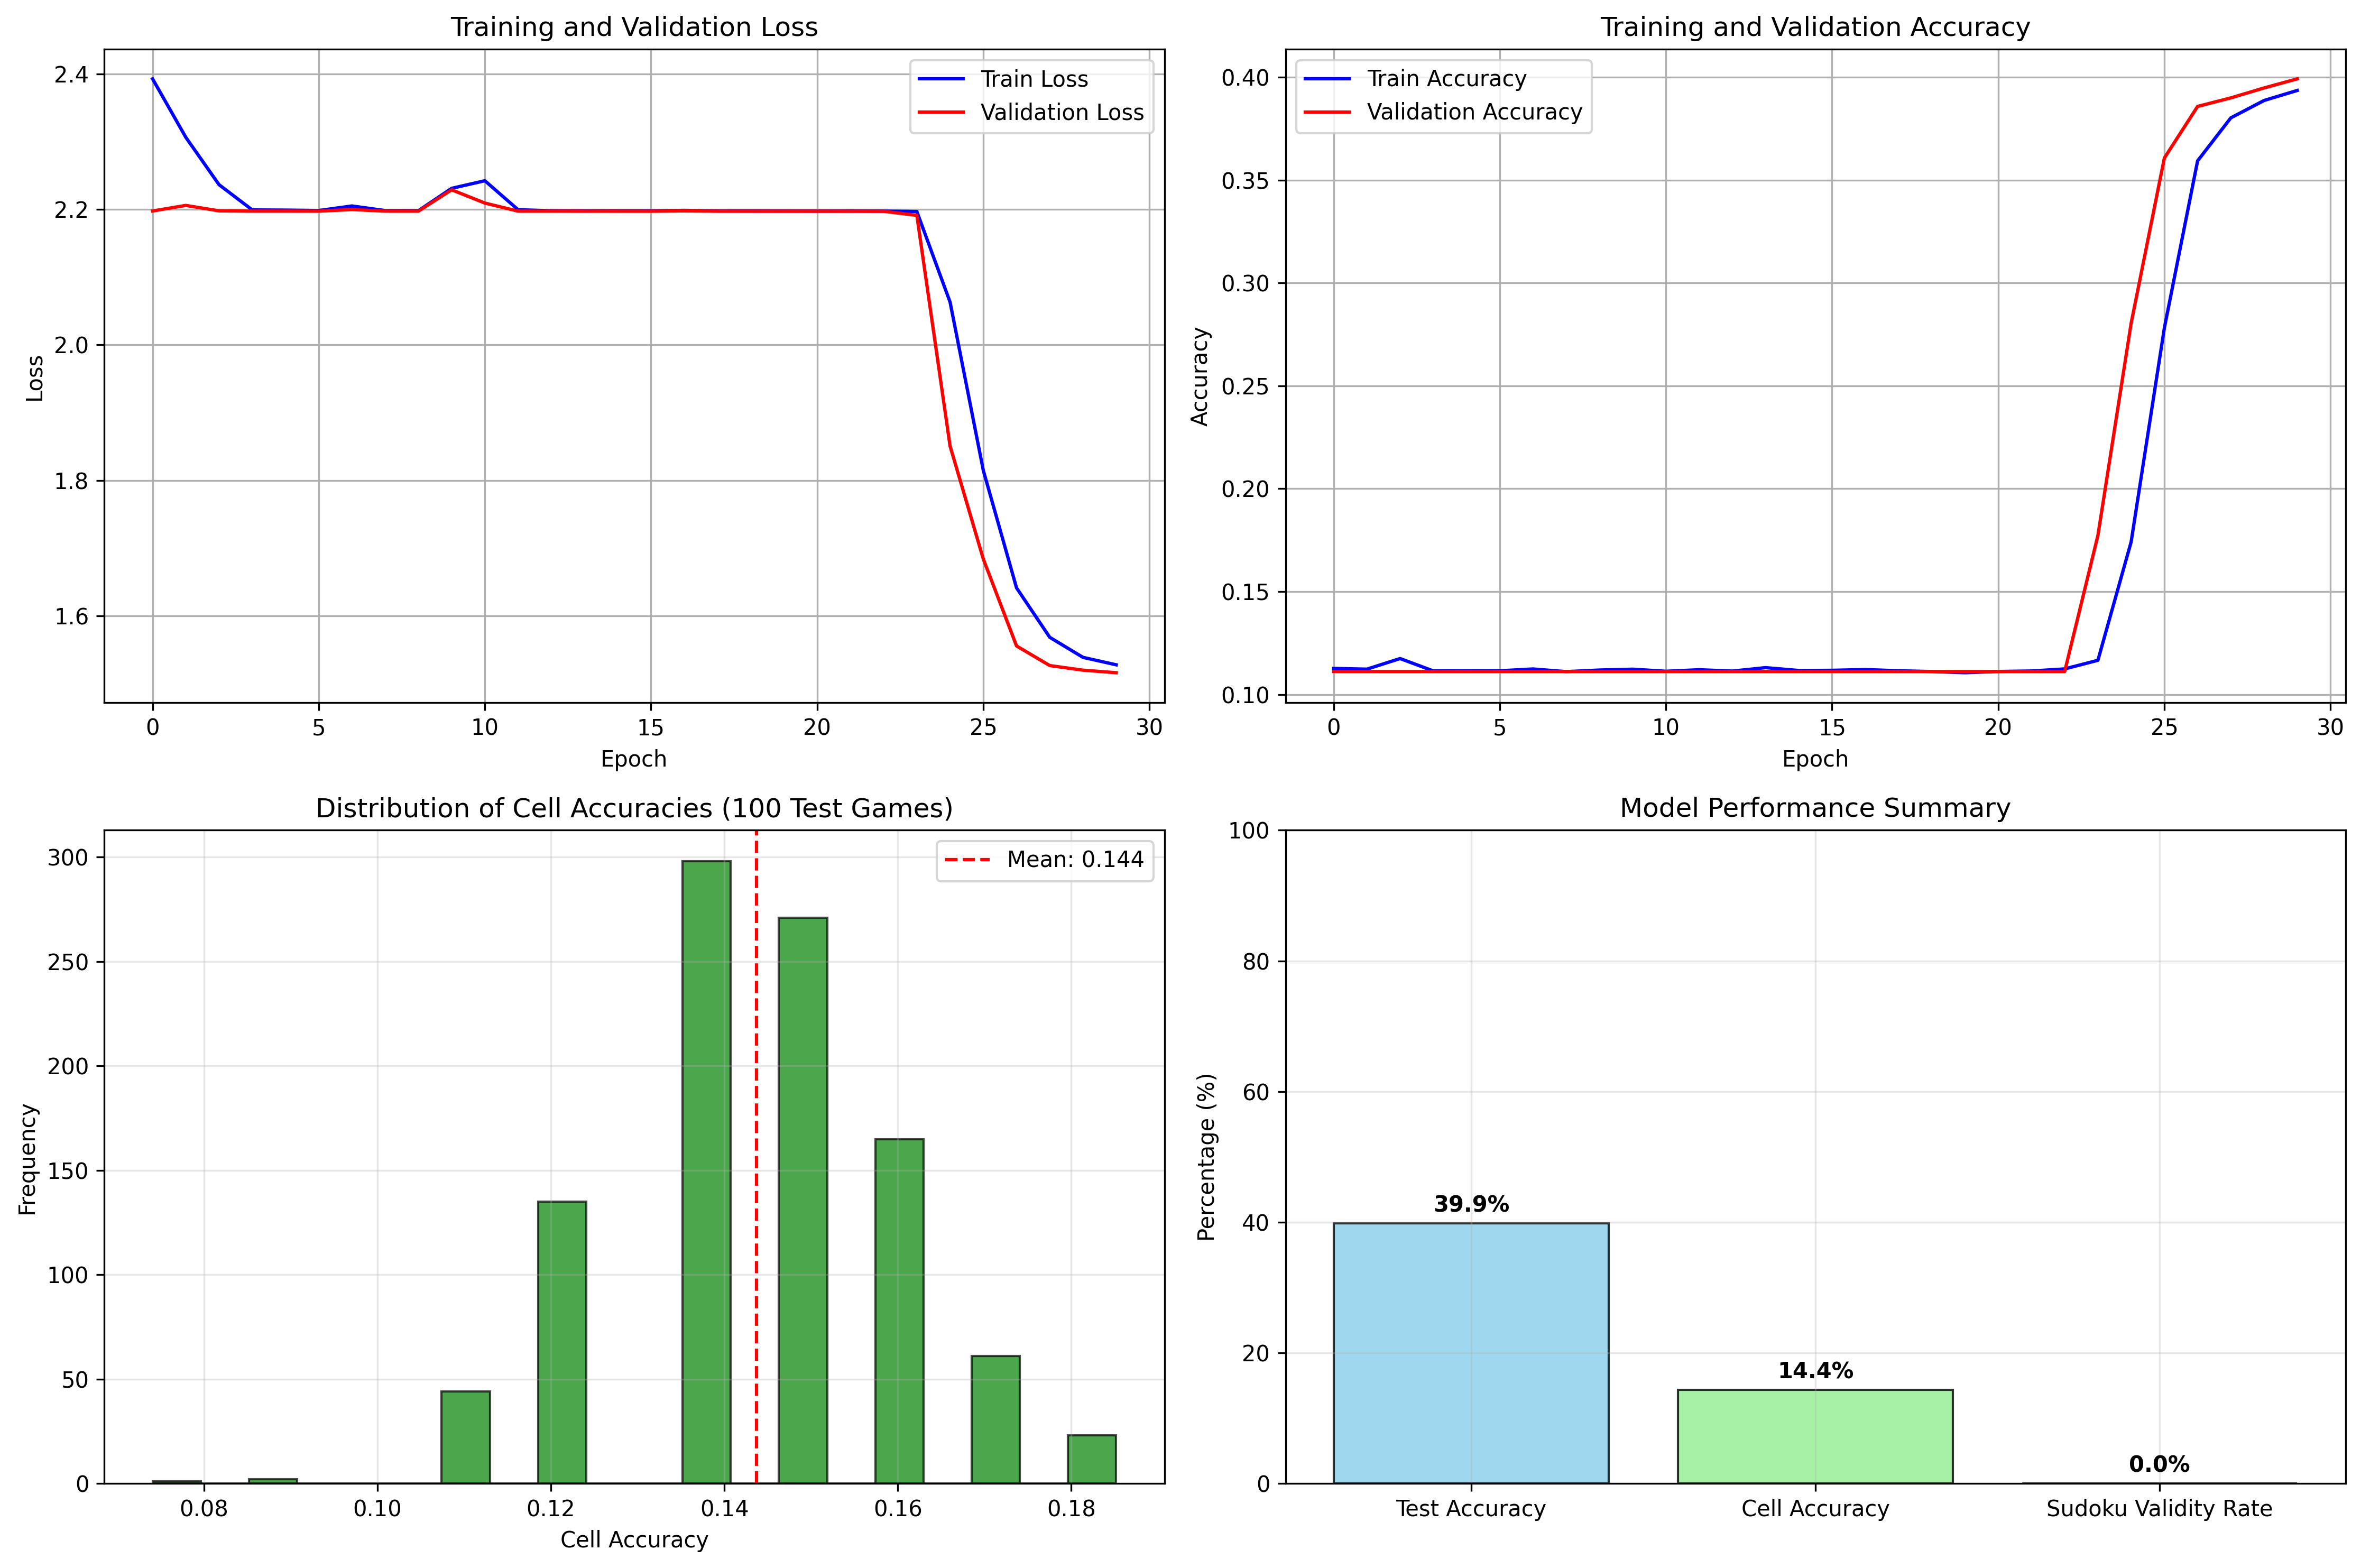 Training and Validation Loss
2.4
2.2
2.0
1.8
1.6
Loss
0 5 10 15 20 25 30
Epoch
Train Loss
Validation Loss
Training and Validation Accuracy
0.40
0.35
0.30
0.25
0.20
0.15
0.10
Accuracy
0 5 10 15 20 25 30
Epoch
Train Accuracy
Validation Accuracy
Distribution of Cell Accuracies (100 Test Games)
300
250
200
150
100
50
0
Frequency
0.08 0.10 0.12 0.14 0.16 0.18
Cell Accuracy
Mean: 0.144
Model Performance Summary
100
80
60
40
20
0
Percentage (%)
39.9%
14.4%
0.0%
Test Accuracy Cell Accuracy Sudoku Validity Rate